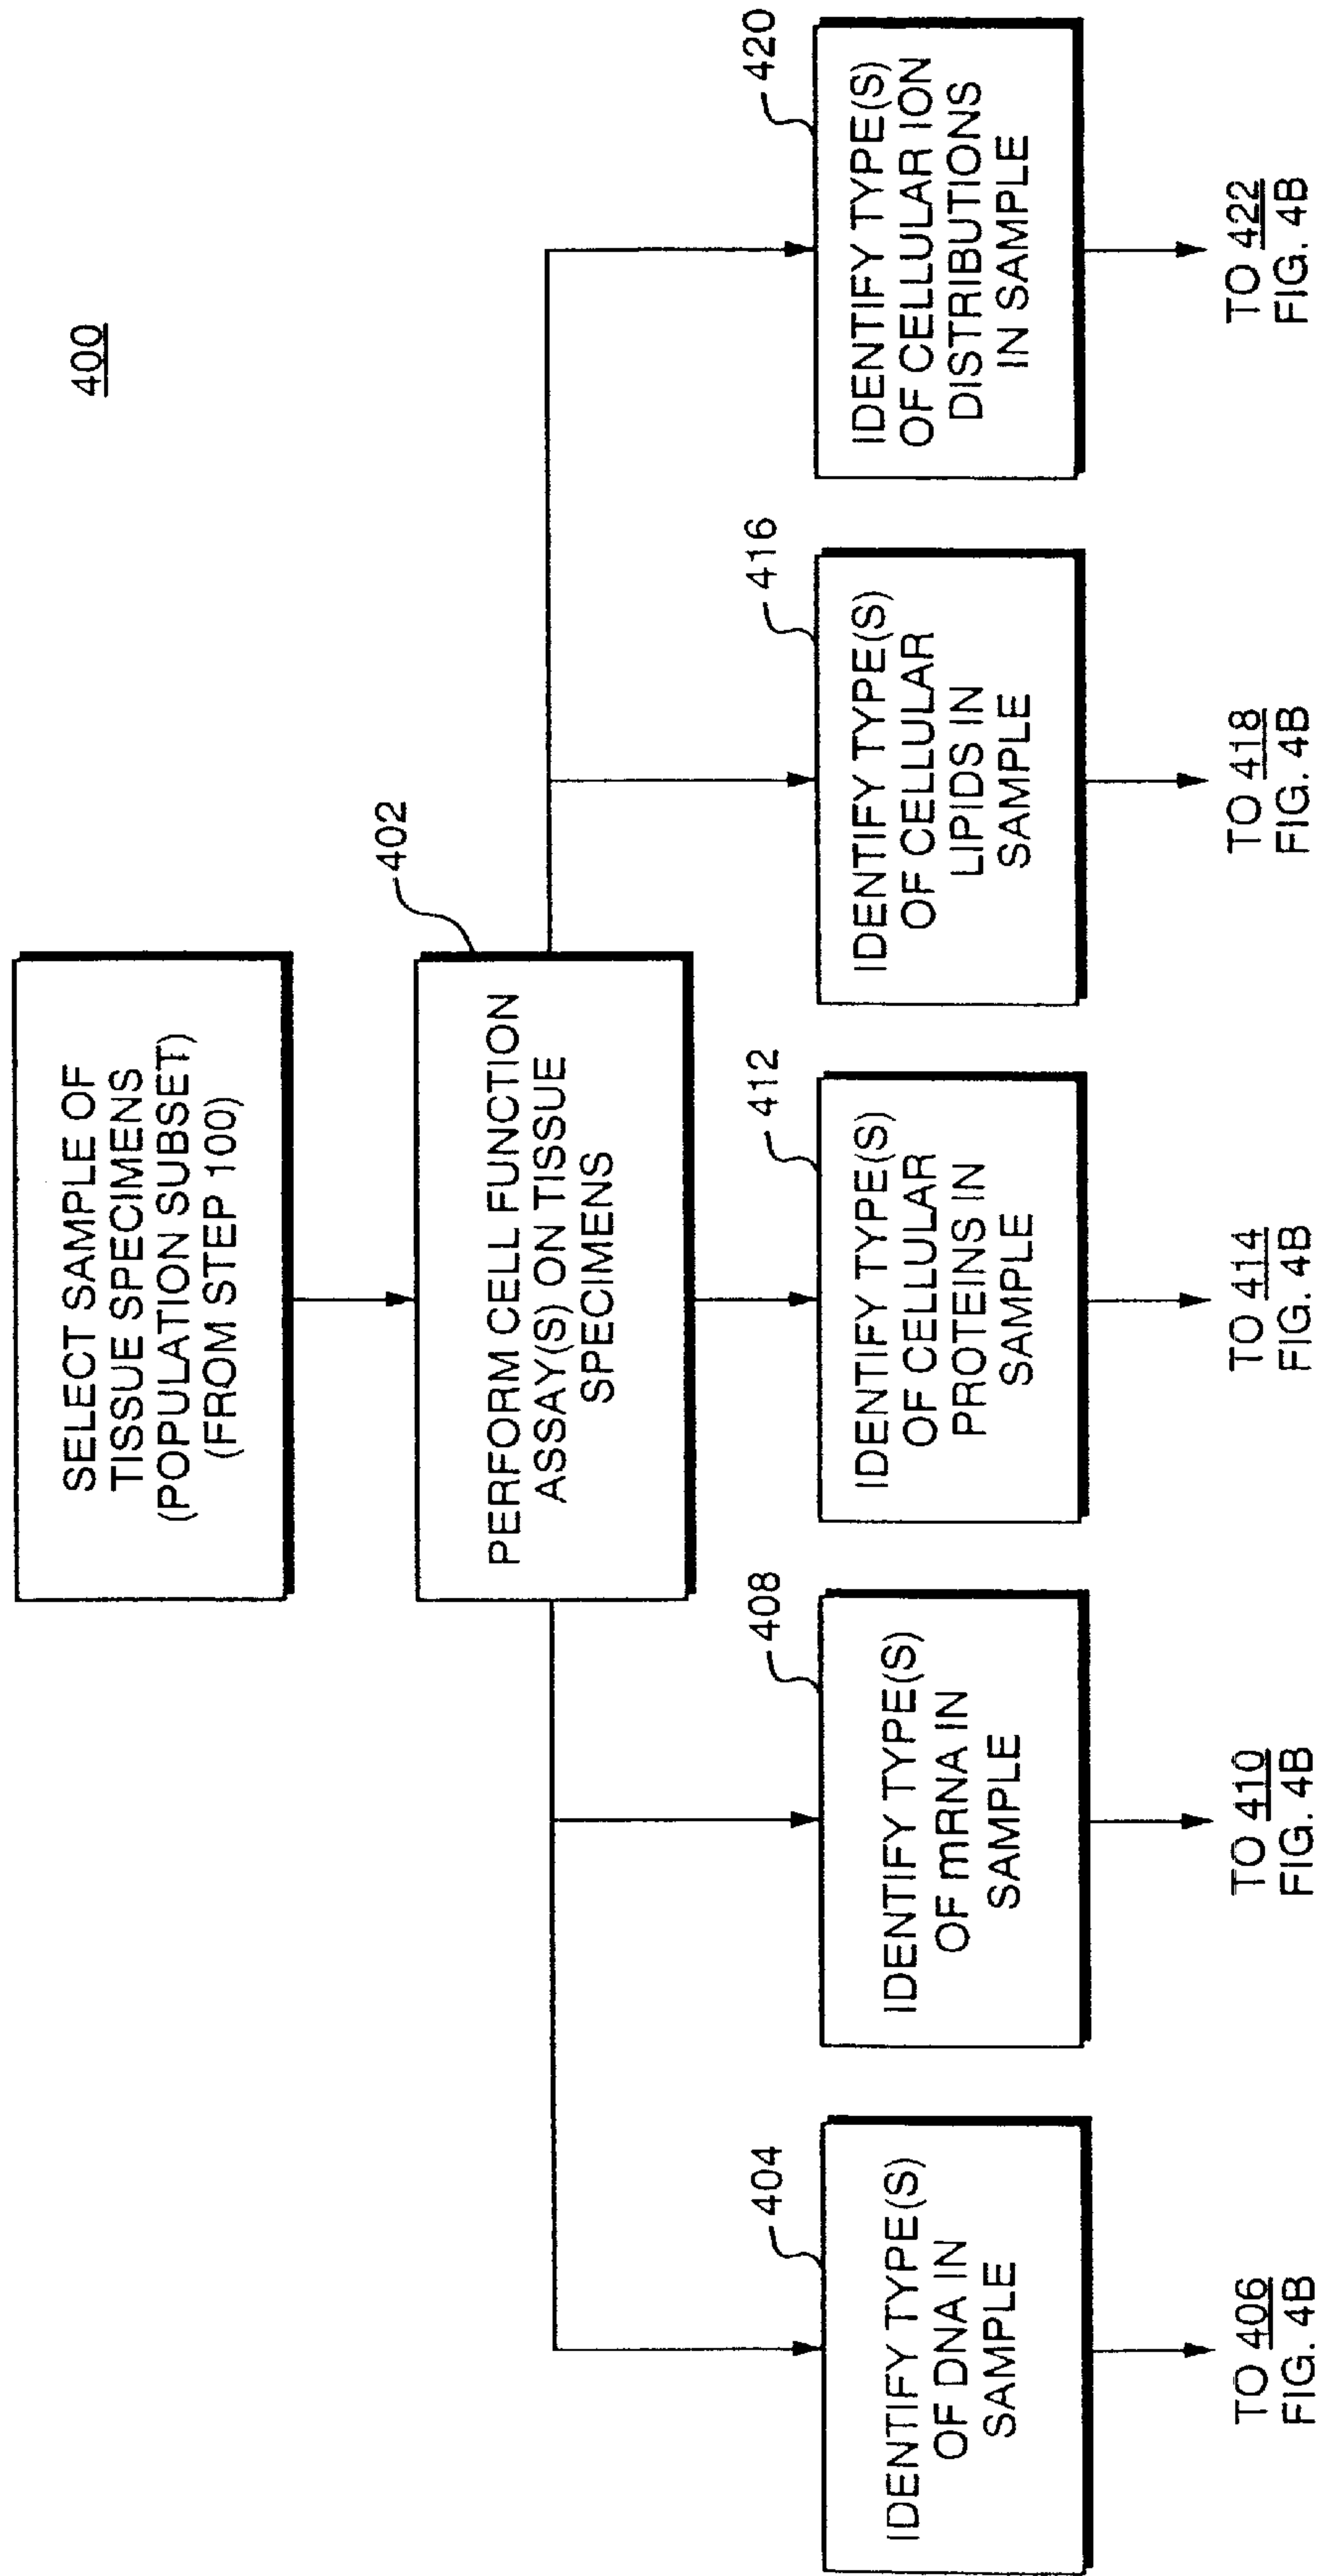 400
SELECT SAMPLE OF
TISSUE SPECIMENS
(POPULATION SUBSET)
(FROM STEP 100)
402
PERFORM CELL FUNCTION
ASSAY(S) ON TISSUE
SPECIMENS
404
IDENTIFY TYPE(S)
OF DNA IN
SAMPLE
TO 406
FIG. 4B
408
IDENTIFY TYPE(S)
OF mRNA IN
SAMPLE
TO 410
FIG. 4B
412
IDENTIFY TYPE(S)
OF CELLULAR
PROTEINS IN
SAMPLE
TO 414
FIG. 4B
416
IDENTIFY TYPE(S)
OF CELLULAR
LIPIDS IN
SAMPLE
TO 418
FIG. 4B
420
IDENTIFY TYPE(S)
OF CELLULAR ION
DISTRIBUTIONS
IN SAMPLE
TO 422
FIG. 4B